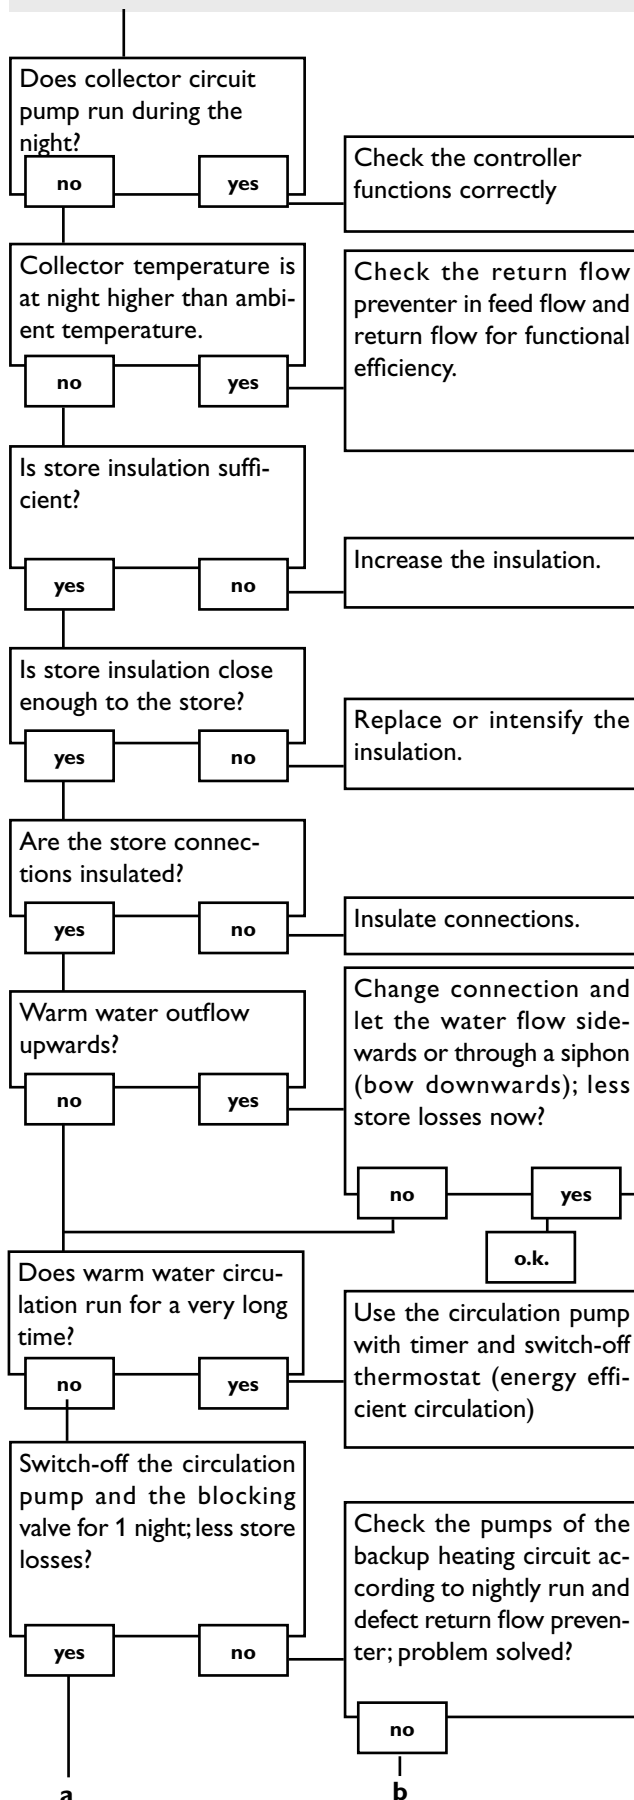 Does collector circuit
pump run during the
night?
no
yes
Check the controller
functions correctly
Collector temperature is
at night higher than ambi-
ent temperature.
no
yes
Check the return flow
preventer in feed flow and
return flow for functional
efficiency.
Is store insulation suffi-
cient?
yes
no
Increase the insulation.
Is store insulation close
enough to the store?
yes
no
Replace or intensify the
insulation.
Are the store connec-
tions insulated?
yes
no
Insulate connections.
Warm water outflow
upwards?
no
yes
Change connection and
let the water flow side-
wards or through a siphon
(bow downwards); less
store losses now?
no
yes
o.k.
Does warm water circu-
lation run for a very long
time?
no
yes
Use the circulation pump
with timer and switch-off
thermostat (energy effi-
cient circulation)
Switch-off the circulation
pump and the blocking
valve for 1 night; less store
losses?
yes
no
Check the pumps of the
backup heating circuit ac-
cording to nightly run and
defect return flow preven-
ter; problem solved?
no
a
b